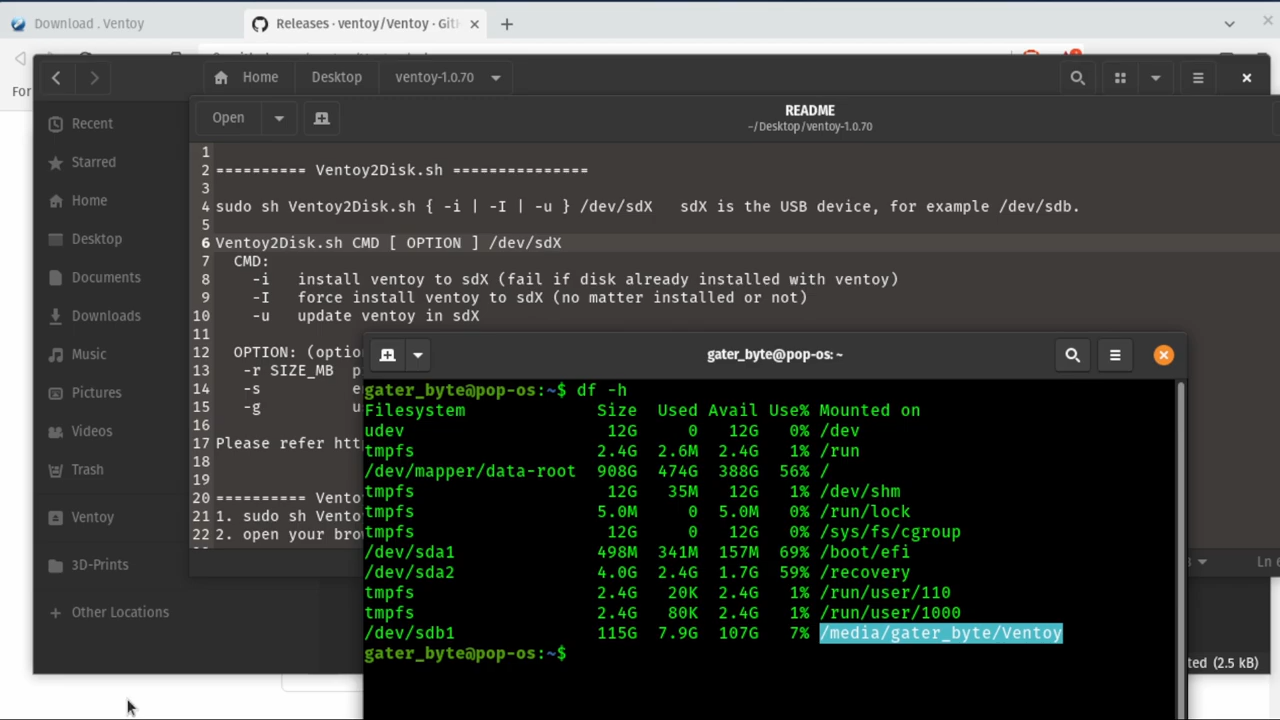 Download . Ventoy
Releases · ventoy/Ventoy · Git
For
Home
Desktop
ventoy-1.0.70
Recent
Starred
Home
Desktop
Documents
Downloads
Music
Pictures
Videos
Trash
Ventoy
3D-Prints
Other Locations
Open
README
~/Desktop/ventoy-1.0.70
1
2 ========== Ventoy2Disk.sh ===============
3
4 sudo sh Ventoy2Disk.sh { -i | -I | -u } /dev/sdX   sdX is the USB device, for example /dev/sdb.
5
6 Ventoy2Disk.sh CMD [ OPTION ] /dev/sdX
7   CMD:
8     -i   install ventoy to sdX (fail if disk already installed with ventoy)
9     -I   force install ventoy to sdX (no matter installed or not)
10     -u   update ventoy in sdX
11
12   OPTION: (optio
13    -r SIZE_MB  p
14    -s          e
15    -g          u
16
17 Please refer htt
18
19
20 ========== Vento
21 1. sudo sh Vento
22 2. open your brow
Ln 6
ted (2.5 kB)
gater_byte@pop-os: ~
gater_byte@pop-os:~$ df -h
Filesystem             Size  Used Avail Use% Mounted on
udev                    12G     0   12G   0% /dev
tmpfs                  2.4G  2.6M  2.4G   1% /run
/dev/mapper/data-root  908G  474G  388G  56% /
tmpfs                   12G   35M   12G   1% /dev/shm
tmpfs                  5.0M     0  5.0M   0% /run/lock
tmpfs                   12G     0   12G   0% /sys/fs/cgroup
/dev/sda1              498M  341M  157M  69% /boot/efi
/dev/sda2              4.0G  2.4G  1.7G  59% /recovery
tmpfs                  2.4G   20K  2.4G   1% /run/user/110
tmpfs                  2.4G   80K  2.4G   1% /run/user/1000
/dev/sdb1              115G  7.9G  107G   7% /media/gater_byte/Ventoy
gater_byte@pop-os:~$